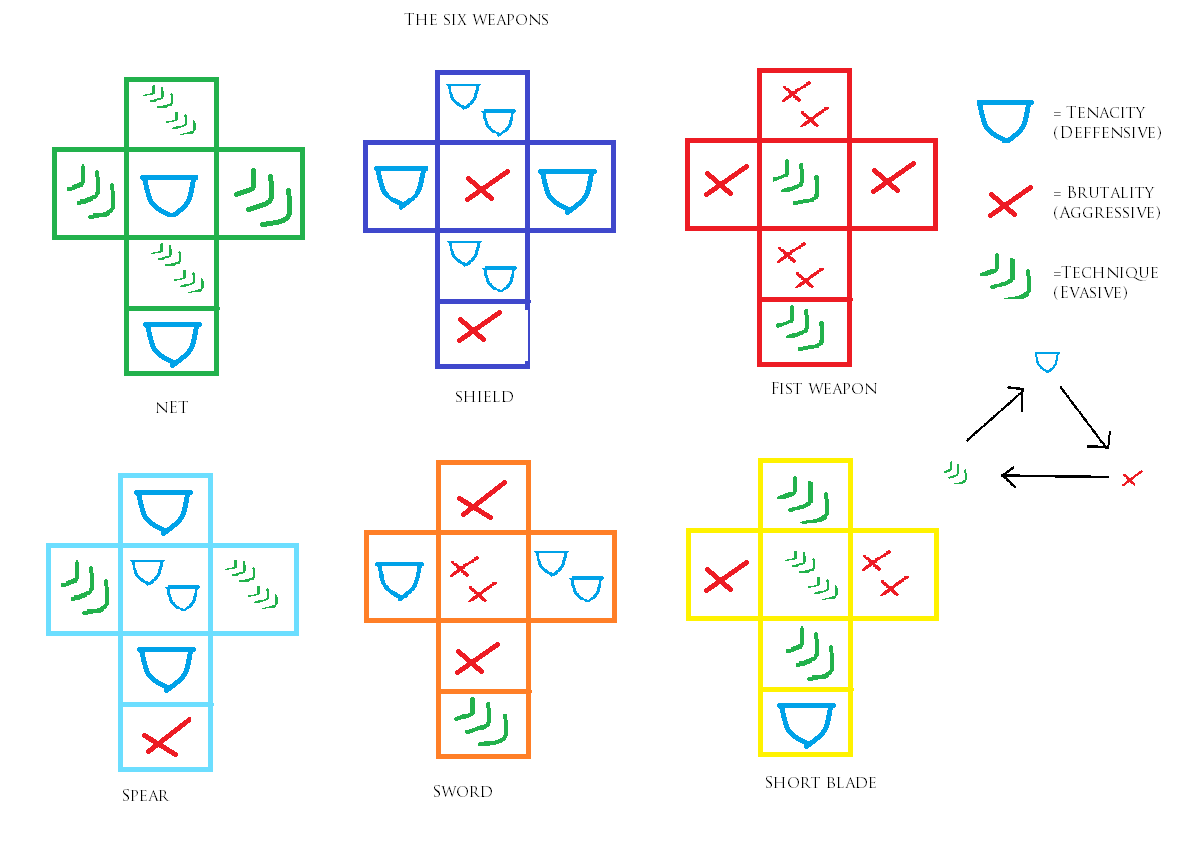 The six weapons
= Tenacity
(Deffensive)
= Brutality
(Aggressive)
=Technique
(Evasive)
net
shield
Fist weapon
Spear
Sword
Short blade